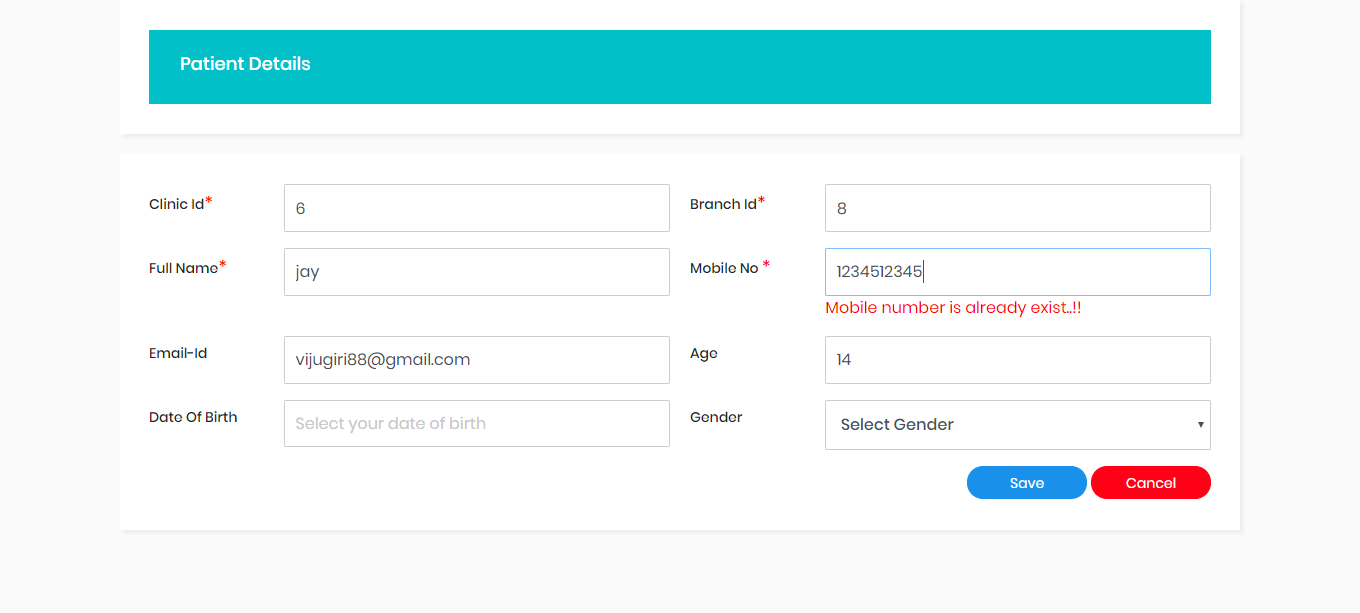 Patient Details
Clinic Id* 6 Branch Id* 8
Full Name* jay Mobile No * 1234512345
Mobile number is already exist..!!
Email-Id vijugiri88@gmail.com Age 14
Date Of Birth Select your date of birth Gender Select Gender
Save Cancel